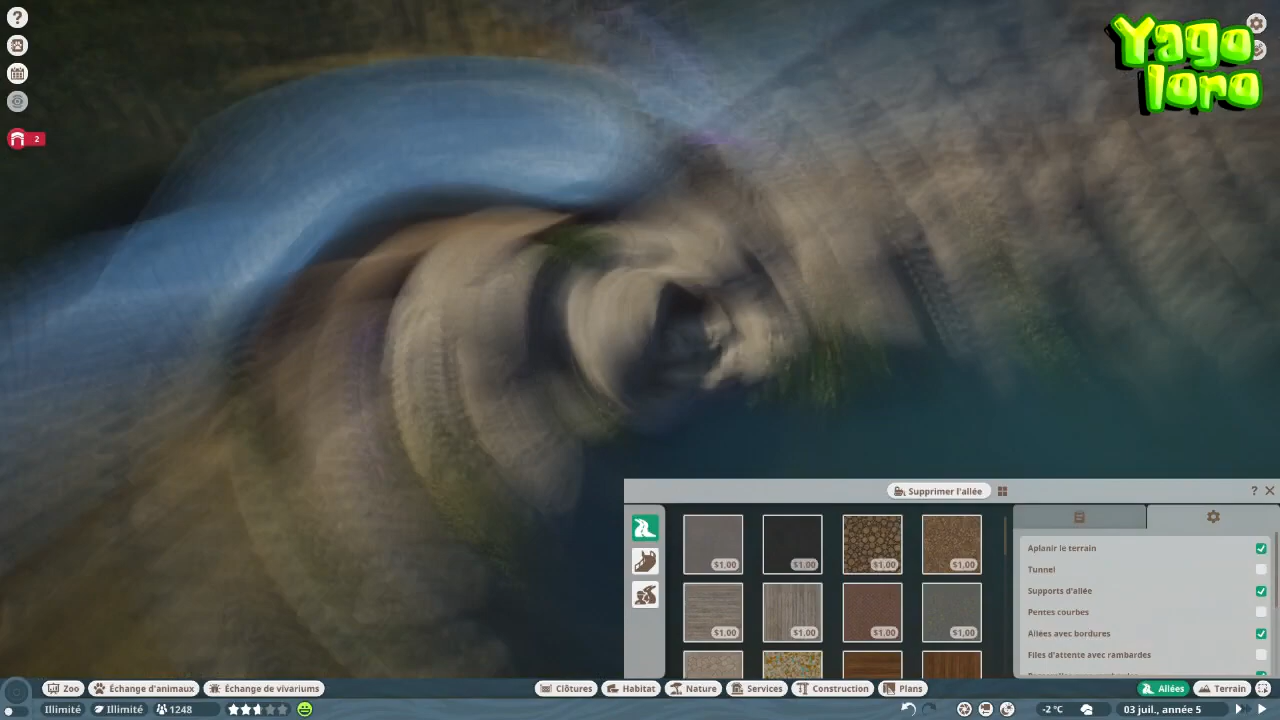 Yago
loro
?
2
Supprimer l'allée
?
$1,00
$1,00
$1,00
$1,00
$1,00
$1,00
$1,00
$1,00
Aplanir le terrain
Tunnel
Supports d'allée
Pentes courbes
Allées avec bordures
Files d'attente avec rambardes
Zoo
Échange d'animaux
Échange de vivariums
Clôtures
Habitat
Nature
Services
Construction
Plans
Allées
Terrain
Illimité
Illimité
1248
-2 °C
03 juil., année 5